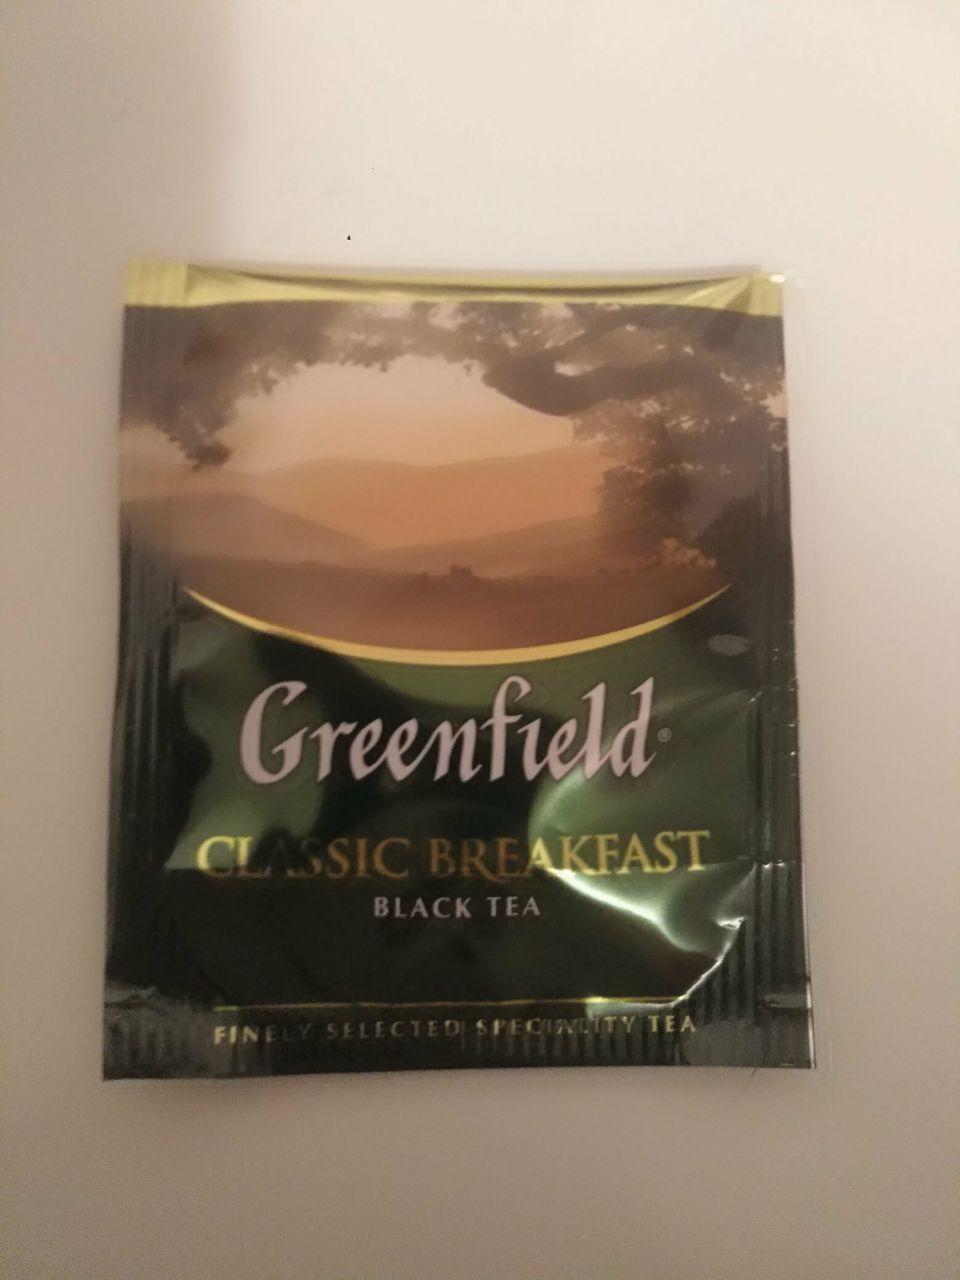 Greenfield®
CLASSIC BREAKFAST
BLACK TEA
FINELY SELECTED SPECIALITY TEA